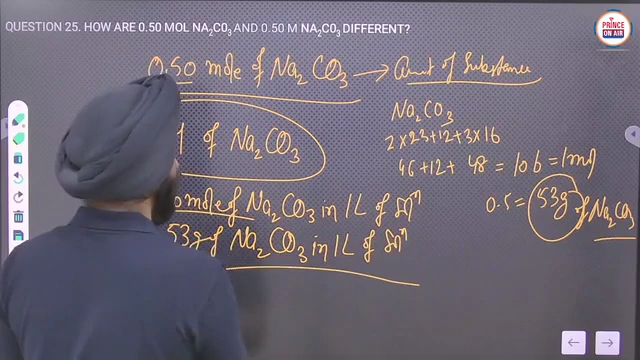 QUESTION 25. HOW ARE 0.50 MOL NA₂CO₃ AND 0.50 M NA₂CO₃ DIFFERENT?
PRINCE
ON AIR
0.50 mole of Na₂CO₃ → Amt of Substance
Na₂CO₃
2×23+12+3×16
46+12+ 48 = 106 = 1mol
of Na₂CO₃
0.5 = 53g of Na₂CO₃
mole of Na₂CO₃ in 1L of solⁿ
53g of Na₂CO₃ in 1L of solⁿ